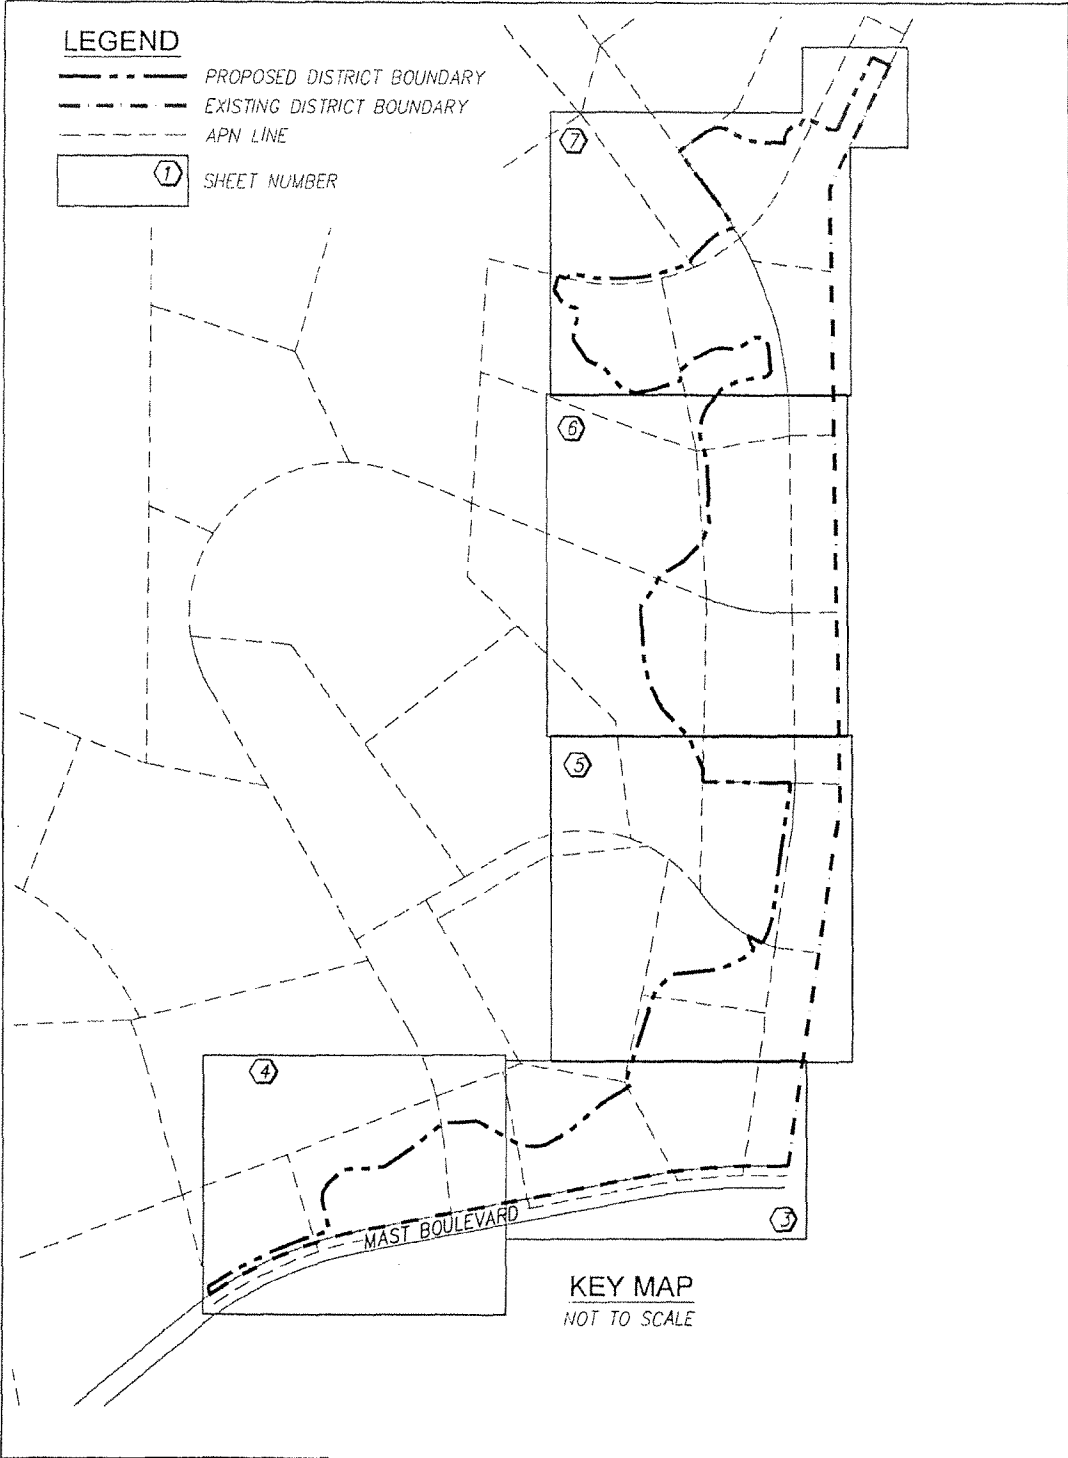 LEGEND
PROPOSED DISTRICT BOUNDARY
EXISTING DISTRICT BOUNDARY
APN LINE
1
SHEET NUMBER
7
6
5
4
3
MAST BOULEVARD
KEY MAP
NOT TO SCALE